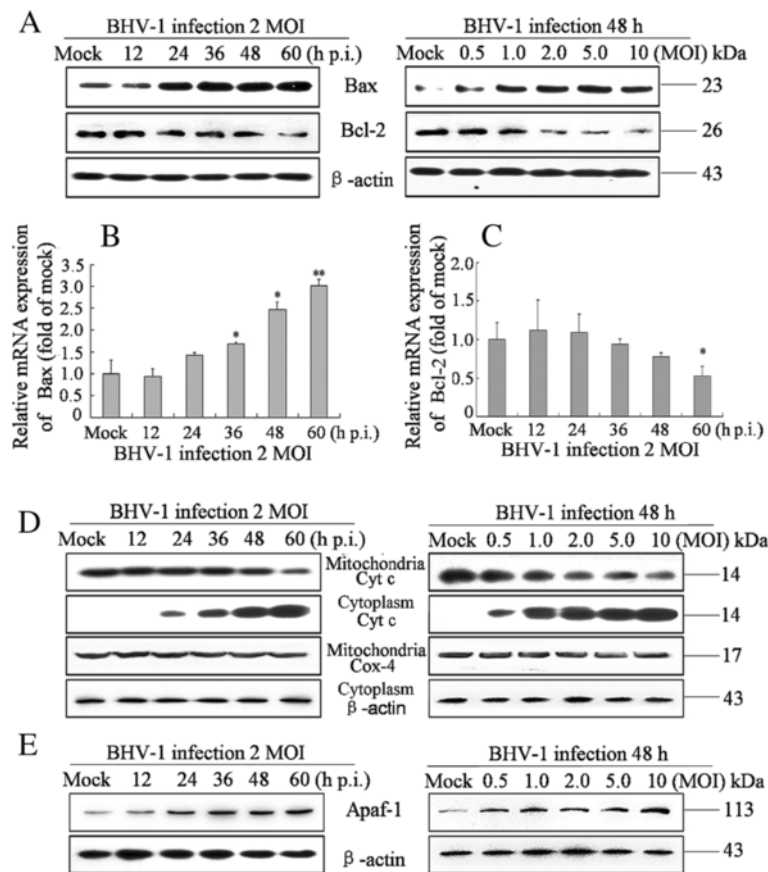 A
BHV-1 infection 2 MOI
Mock 12 24 36 48 60 (h p.i.)
BHV-1 infection 48 h
Mock 0.5 1.0 2.0 5.0 10 (MOI) kDa
Bax
23
Bcl-2
26
β-actin
43
B
Relative mRNA expression
of Bax (fold of mock)
3.5
3.0
2.5
2.0
1.5
1.0
0.5
0
*
*
**
Mock 12 24 36 48 60 (h p.i.)
BHV-1 infection 2 MOI
C
Relative mRNA expression
of Bcl-2 (fold of mock)
2.0
1.5
1.0
0.5
0
*
Mock 12 24 36 48 60 (h p.i.)
BHV-1 infection 2 MOI
D
BHV-1 infection 2 MOI
Mock 12 24 36 48 60 (h p.i.)
BHV-1 infection 48 h
Mock 0.5 1.0 2.0 5.0 10 (MOI) kDa
Mitochondria
Cyt c
14
Cytoplasm
Cyt c
14
Mitochondria
Cox-4
17
Cytoplasm
β-actin
43
E
BHV-1 infection 2 MOI
Mock 12 24 36 48 60 (h p.i.)
BHV-1 infection 48 h
Mock 0.5 1.0 2.0 5.0 10 (MOI) kDa
Apaf-1
113
β-actin
43